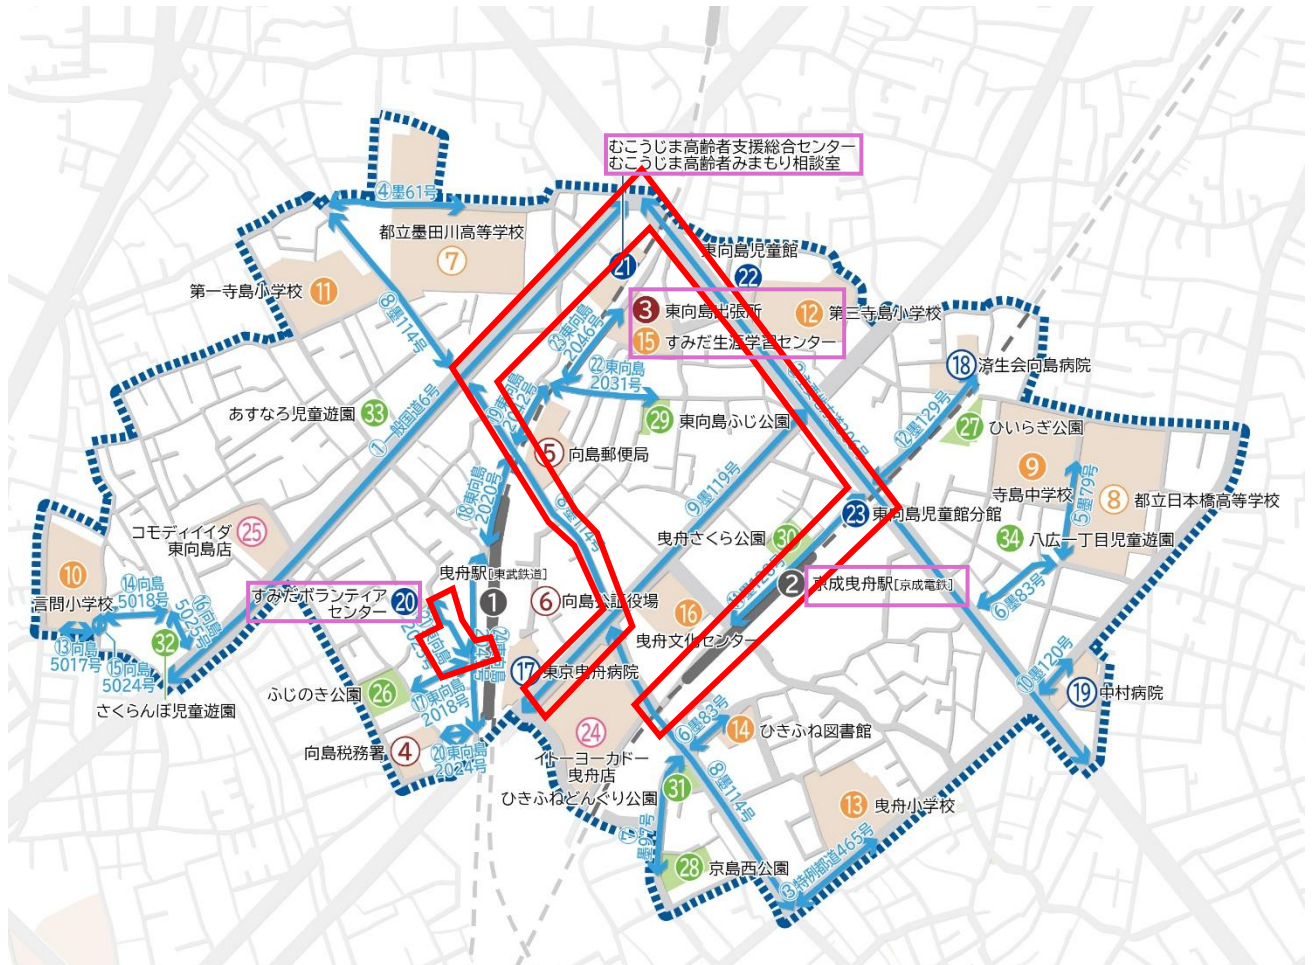 むこうじま高齢者支援総合センター
むこうじま高齢者みまもり相談室
④墨61号
都立墨田川高等学校
7
21
東向島児童館
22
第一寺島小学校
11
⑧墨114号
3
東向島出張所
12
第三寺島小学校
15
すみだ生涯学習センター
㉓東向島
2046号
㉒東向島
2031号
18
済生会向島病院
あすなろ児童遊園
33
①一般国道6号
⑲東向島
29
東向島ふじ公園
⑫墨129号
27
ひいらぎ公園
5
向島郵便局
9
寺島中学校
⑤墨79号
8
都立日本橋高等学校
⑱東向島
2020号
⑧墨114号
⑨墨119号
23
東向島児童館分館
コモディイイダ
東向島店
25
曳舟さくら公園
30
34
八広一丁目児童遊園
10
言問小学校
⑭向島
5018号
⑯向島
5025号
すみだボランティア
センター
20
曳舟駅[東武鉄道]
1
6
向島公証役場
16
曳舟文化センター
2
京成曳舟駅[京成電鉄]
⑥墨83号
⑬向島
5017号
⑮向島
5024号
32
さくらんぼ児童遊園
ふじのき公園
26
⑰東向島
2018号
17
東京曳舟病院
⑩墨120号
19
中村病院
向島税務署
4
⑳東向島
2024号
24
イトーヨーカドー
曳舟店
⑥墨83号
14
ひきふね図書館
ひきふねどんぐり公園
31
⑧墨114号
13
曳舟小学校
墨97号
28
京島西公園
③特例都道465号